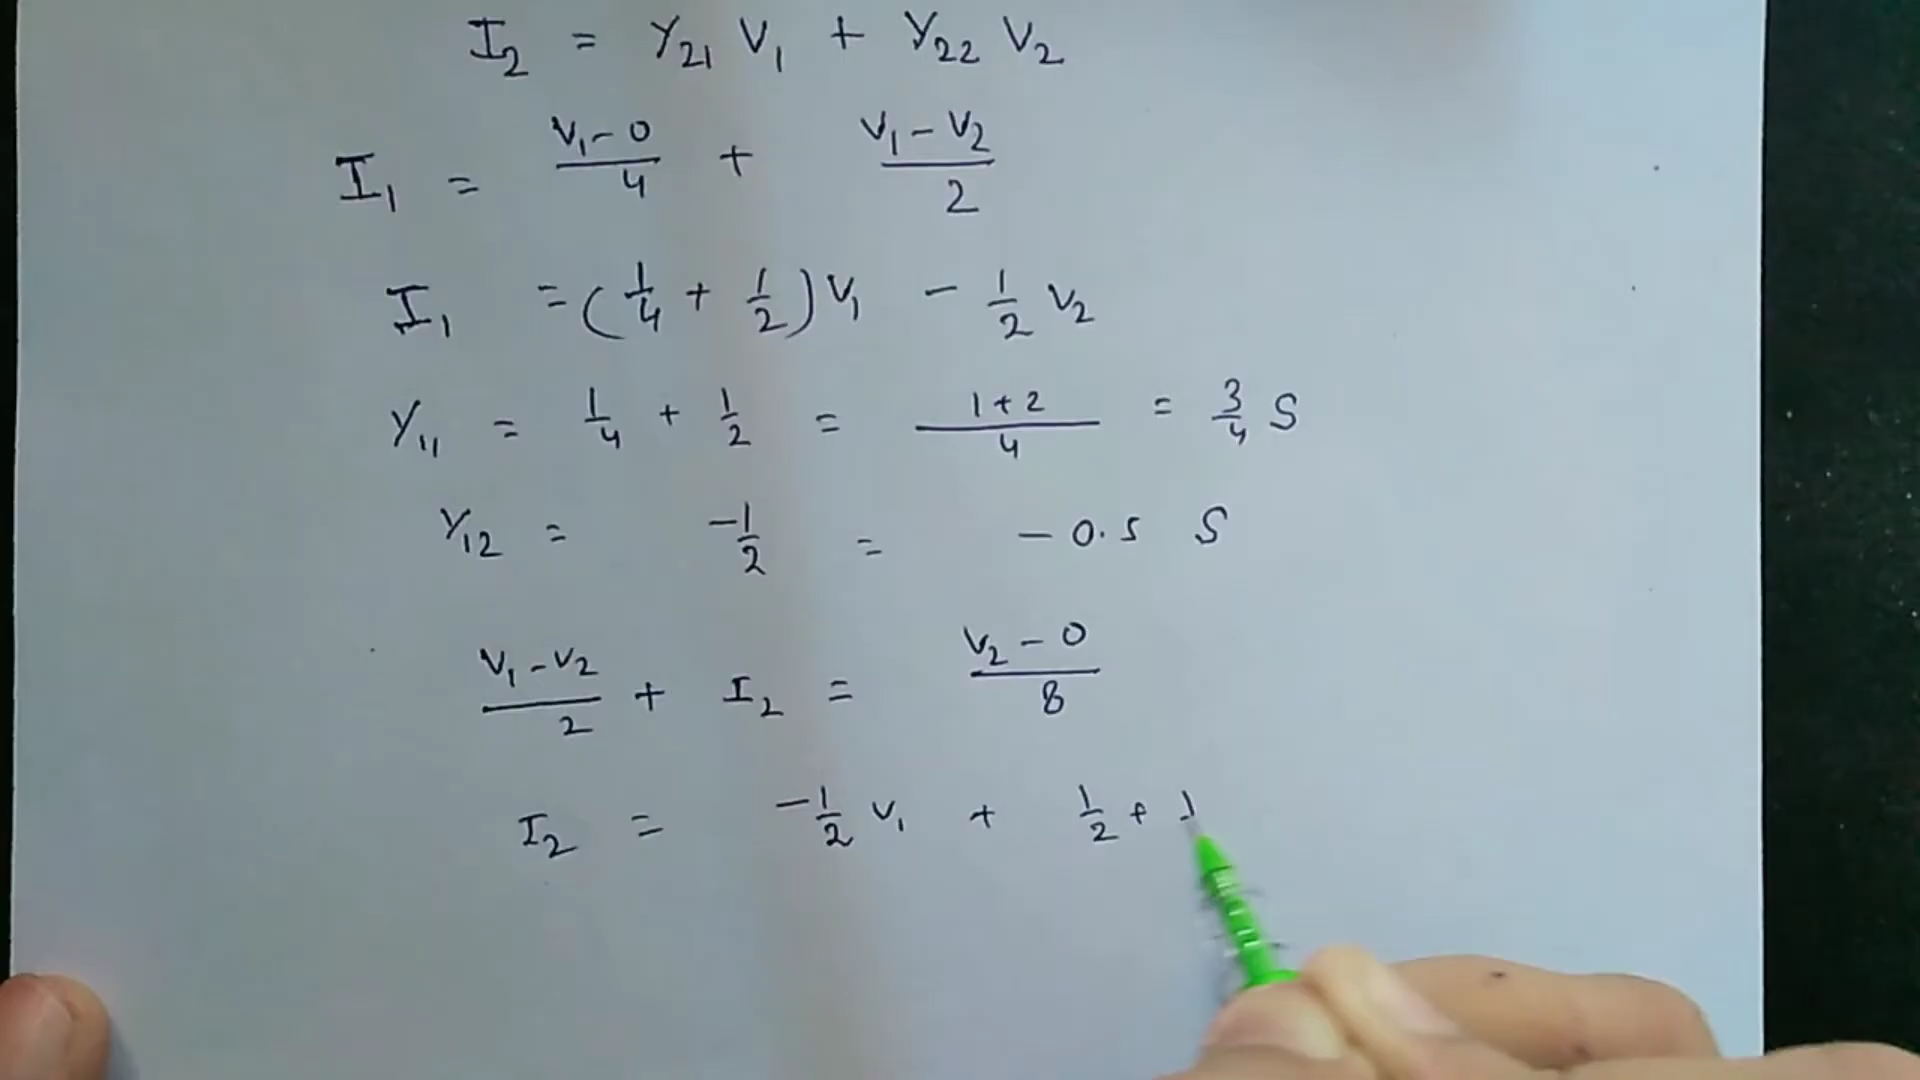 I₂ = Y₂₁ V₁ + Y₂₂ V₂
I₁ = (V₁ - 0)/4 + (V₁ - V₂)/2
I₁ = (1/4 + 1/2) V₁ - 1/2 V₂
Y₁₁ = 1/4 + 1/2 = (1+2)/4 = 3/4 S
Y₁₂ = -1/2 = -0.5 S
(V₁ - V₂)/2 + I₂ = (V₂ - 0)/8
I₂ = -1/2 V₁ + 1/2 + 1